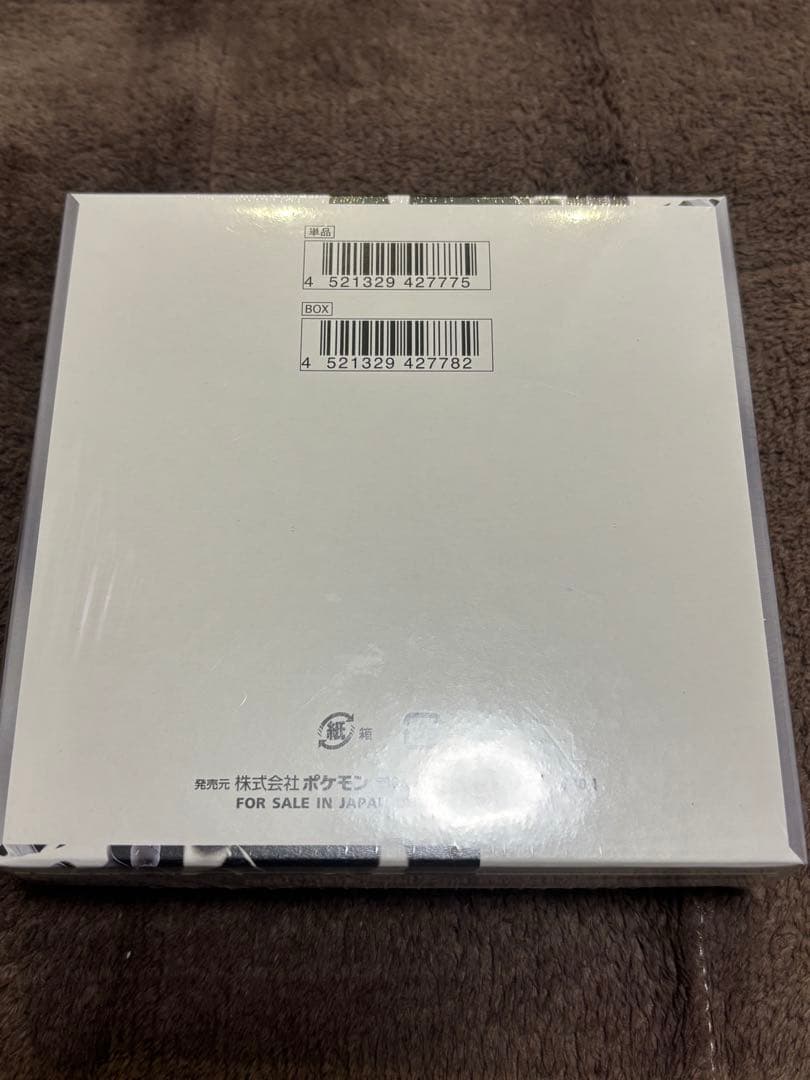 単品
4 521329 427775
BOX
4 521329 427782
紙 箱
発売元 株式会社 ポケモン
FOR SALE IN JAPAN